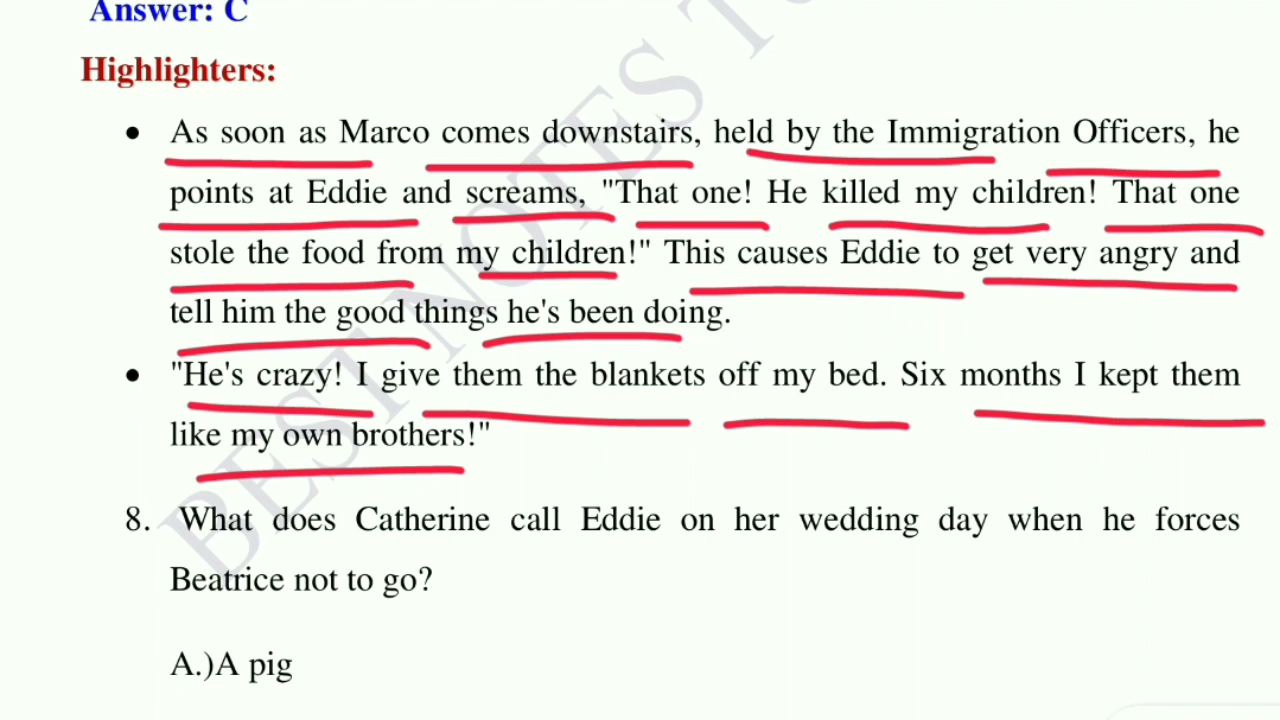 Answer: C
Highlighters:
• As soon as Marco comes downstairs, held by the Immigration Officers, he
points at Eddie and screams, "That one! He killed my children! That one
stole the food from my children!" This causes Eddie to get very angry and
tell him the good things he's been doing.
• "He's crazy! I give them the blankets off my bed. Six months I kept them
like my own brothers!"
8. What does Catherine call Eddie on her wedding day when he forces
Beatrice not to go?
A.)A pig
BEST NOTES